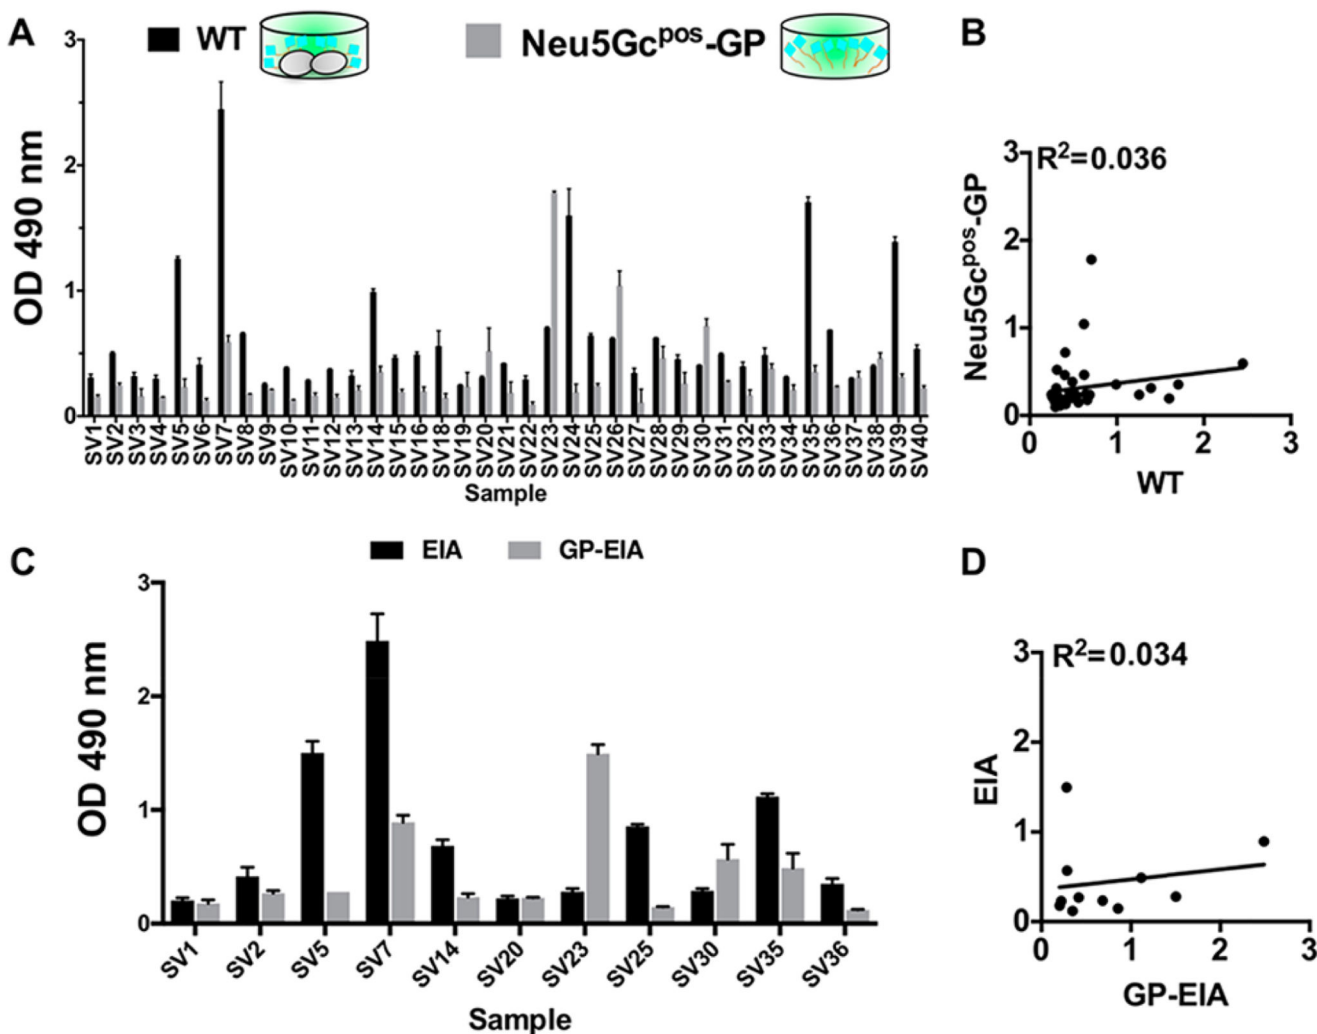 A
WT
Neu5Gcpos-GP
3
2
1
0
OD 490 nm
SV1 SV2 SV3 SV4 SV5 SV6 SV7 SV8 SV9 SV10 SV11 SV12 SV13 SV14 SV15 SV16 SV18 SV19 SV20 SV21 SV22 SV23 SV24 SV25 SV26 SV27 SV28 SV29 SV30 SV31 SV32 SV33 SV34 SV35 SV36 SV37 SV38 SV39 SV40
Sample
B
R2=0.036
3
2
1
0
Neu5Gcpos-GP
0 1 2 3
WT
C
EIA
GP-EIA
3
2
1
0
OD 490 nm
SV1 SV2 SV5 SV7 SV14 SV20 SV23 SV25 SV30 SV35 SV36
Sample
D
R2=0.034
3
2
1
0
EIA
0 1 2 3
GP-EIA